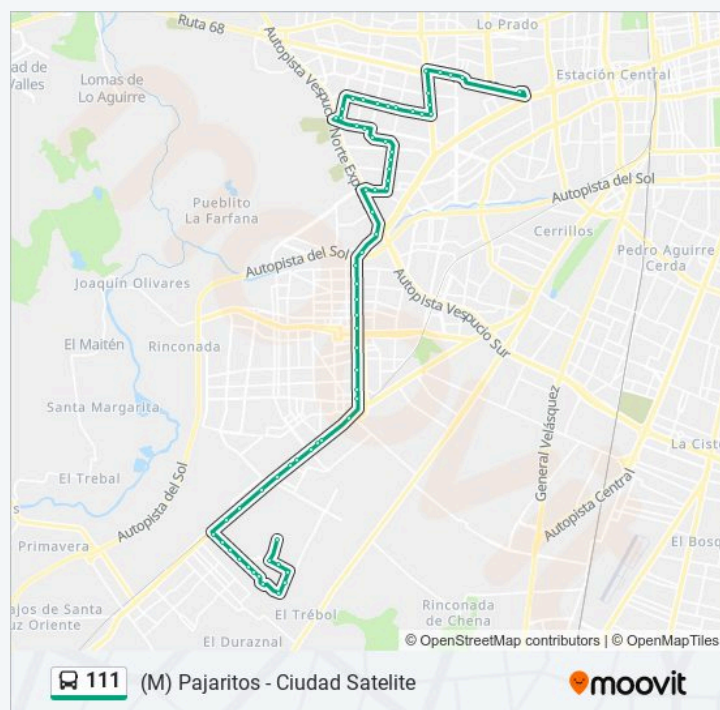 Ruta 68
Lo Prado
Autopista Vespucio Norte Exp
Estación Central
ad de
Valles
Lomas de
Lo Aguirre
Autopista del Sol
Pueblito
La Farfana
Cerrillos
Pedro Aguirre
Cerda
Autopista del Sol
Joaquín Olivares
Autopista Vespucio Sur
El Maitén
Rinconada
Santa Margarita
General Velásquez
La Ciste
El Trebal
Autopista del Sol
Autopista Central
s
Primavera
El Bosq
ajos de Santa
uz Oriente
El Trébol
Rinconada
de Chena
El Duraznal
© OpenStreetMap contributors | © OpenMapTiles
111 (M) Pajaritos - Ciudad Satelite
moovit